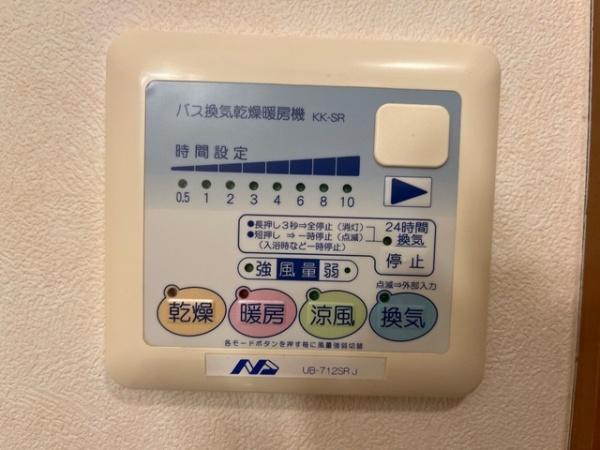 バス換気乾燥暖房機 KK-SR
時間設定
0.5 1 2 3 4 6 8 10
●長押し3秒⇒全停止（消灯）
●短押し ⇒ 一時停止（点滅）
（入浴時など一時停止）
24時間
換気
停止
強 風量 弱
点滅⇒外部入力
乾燥 暖房 涼風 換気
各モードボタンを押す毎に風量強弱切替
UB-712SRJ